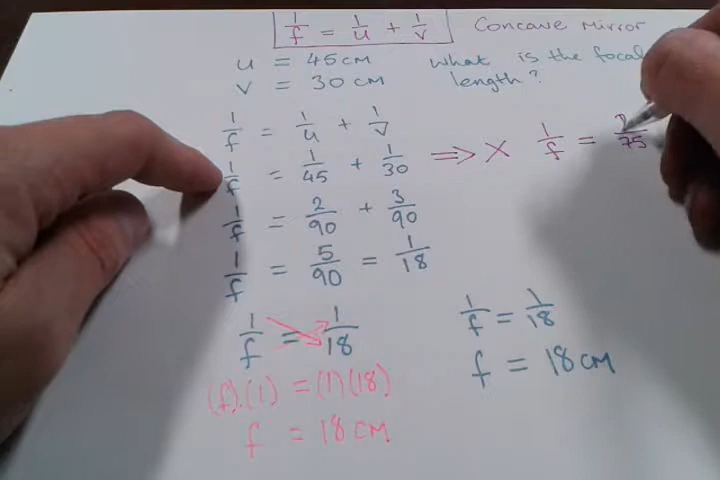 1/f = 1/u + 1/v Concave Mirror
u = 45 cm What is the focal
v = 30 cm length?
1/f = 1/u + 1/v
1/f = 1/45 + 1/30 ⟹ X 1/f = /75
1/f = 2/90 + 3/90
1/f = 5/90 = 1/18
1/f = 1/18
(f).(1) = (1)(18)
f = 18 cm
1/f = 1/18
f = 18 cm